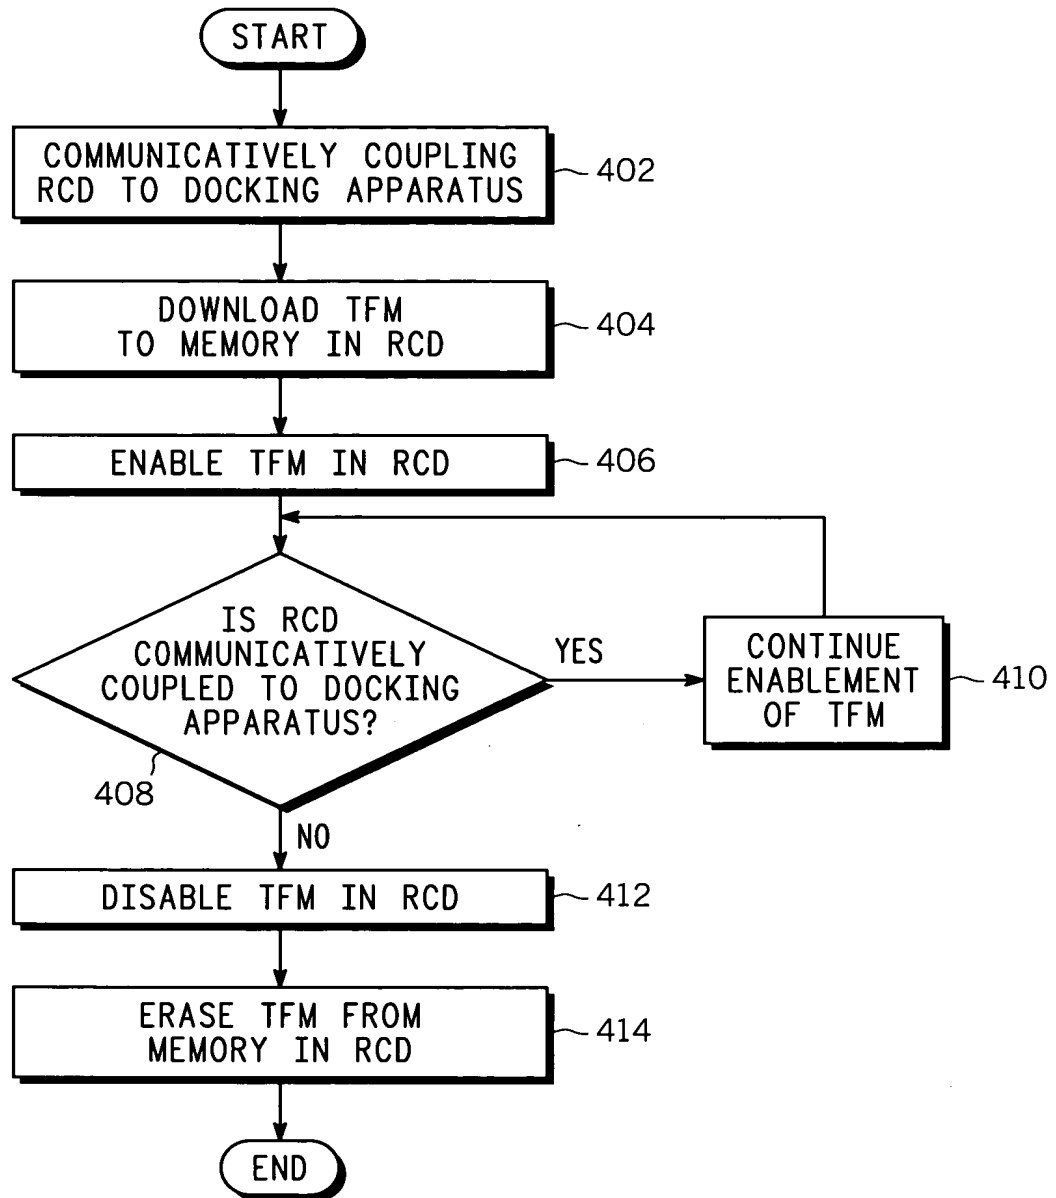 START
COMMUNICATIVELY COUPLING
RCD TO DOCKING APPARATUS
402
DOWNLOAD TFM
TO MEMORY IN RCD
404
ENABLE TFM IN RCD
406
IS RCD
COMMUNICATIVELY
COUPLED TO DOCKING
APPARATUS?
408
YES
CONTINUE
ENABLEMENT
OF TFM
410
NO
DISABLE TFM IN RCD
412
ERASE TFM FROM
MEMORY IN RCD
414
END